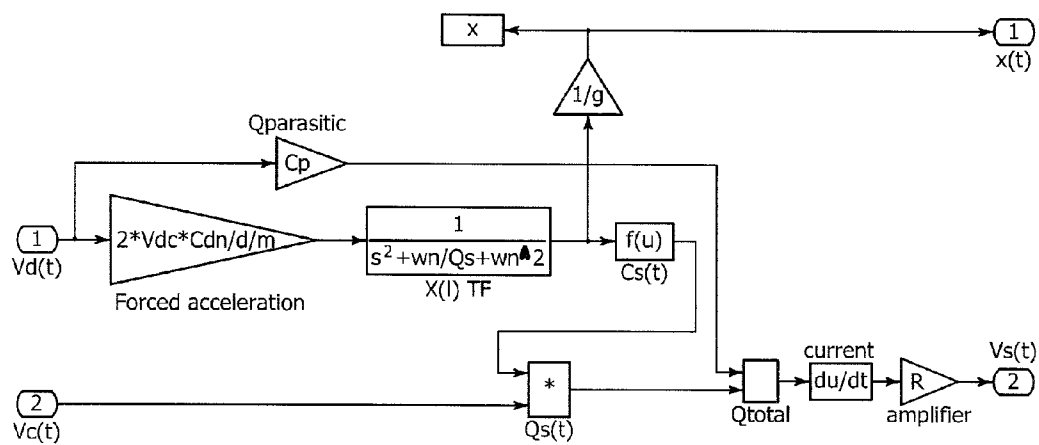 x
1
x(t)
1/g
Qparasitic
Cp
1
Vd(t)
2*Vdc*Cdn/d/m
Forced acceleration
1
s²+wn/Qs+wn^2
X(I) TF
f(u)
Cs(t)
2
Vc(t)
*
Qs(t)
Qtotal
current
du/dt
R
amplifier
Vs(t)
2